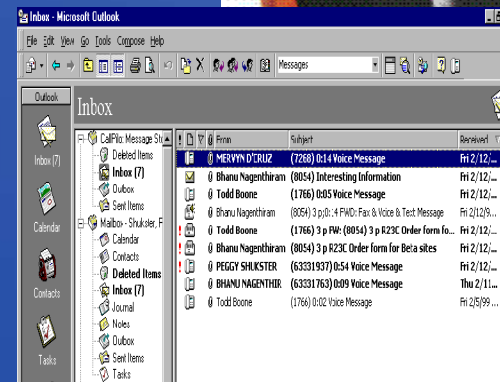 Inbox - Microsoft Outlook
File Edit View Go Tools Compose Help
Messages
Outlook
Inbox
Inbox (7)
Calendar
Contacts
Tasks
CallPilot Message Sto
Deleted Items
Inbox (7)
Outbox
Sent Items
Mailbox - Shukster, F
Calendar
Contacts
Deleted Items
Inbox (7)
Journal
Notes
Outbox
Sent Items
Tasks
From Subject Received
MERVYN D'CRUZ (7268) 0:14 Voice Message Fri 2/12/...
Bhanu Nagenthiram (8054) Interesting Information Fri 2/12/...
Todd Boone (1766) 0:05 Voice Message Fri 2/12/...
Bhanu Nagenthiram (8054) 3 p;0:14 FWD: Fax & Voice & Text Message Fri 2/12/9...
Todd Boone (1766) 3 p FW: (8054) 3 p R23C Order form fo... Fri 2/12/...
Bhanu Nagenthiram (8054) 3 p R23C Order form for Beta sites Fri 2/12/...
PEGGY SHUKSTER (63331937) 0:54 Voice Message Fri 2/12/...
BHANU NAGENTHIR (63331763) 0:09 Voice Message Thu 2/11...
Todd Boone (1766) 0:02 Voice Message Fri 2/5/99 ...